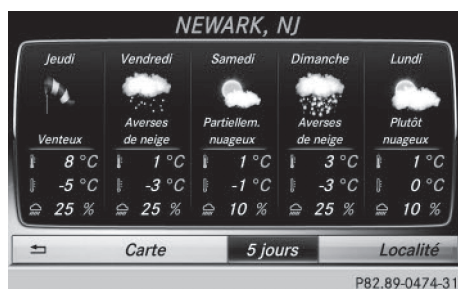 NEWARK, NJ
Jeudi Vendredi Samedi Dimanche Lundi
Venteux Averses de neige Partiellem. nuageux Averses de neige Plutôt nuageux
8 °C 1 °C 1 °C 3 °C 1 °C
-5 °C -3 °C -1 °C -3 °C 0 °C
25 % 25 % 10 % 25 % 10 %
Carte 5 jours Localité
P82.89-0474-31